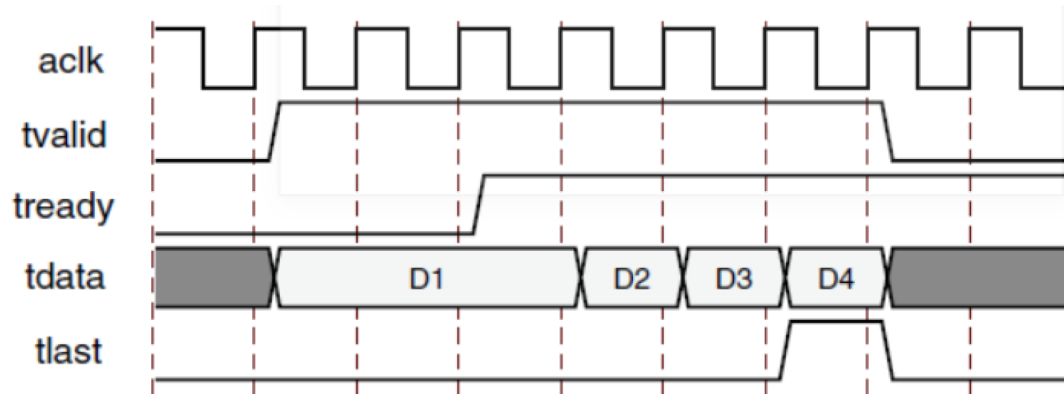 aclk
tvalid
tready
tdata D1 D2 D3 D4
tlast